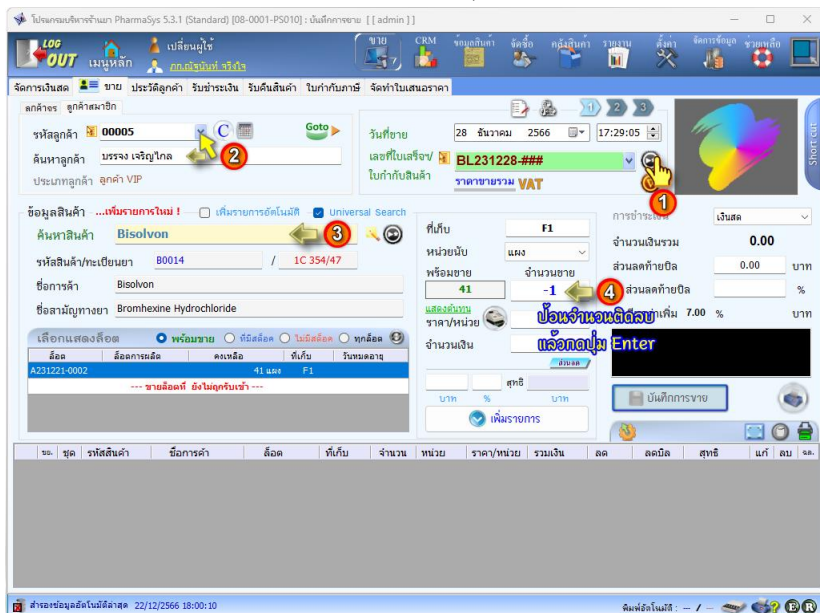 โปรแกรมบริหารร้านยา PharmaSys 5.3.1 (Standard) [08-0001-PS010] : บันทึกการขาย [ [ admin ] ]
LOG OUT
เมนูหลัก
เปลี่ยนผู้ใช้
ขาย
CRM
ข้อมูลสินค้า
จัดซื้อ
คลังสินค้า
รายงาน
ตั้งค่า
จัดการข้อมูล
ช่วยเหลือ
จัดการเงินสด ขาย ประวัติลูกค้า รับชำระเงิน รับคืนสินค้า ใบกำกับภาษี จัดทำใบเสนอราคา
ลูกค้าจร ลูกค้าสมาชิก
1 2 3
Short cut
รหัสลูกค้า 00005 C Goto
วันที่ขาย 28 ธันวาคม 2566 17:29:05
ค้นหาลูกค้า บรรจง เจริญไกล 2
เลขที่ใบเสร็จฯ/ BL231228-###
ใบกำกับสินค้า ราคาขายรวม VAT
1
ประเภทลูกค้า ลูกค้า VIP
ข้อมูลสินค้า ...เพิ่มรายการใหม่ ! เพิ่มรายการอัตโนมัติ Universal Search
ค้นหาสินค้า Bisolvon 3
รหัสสินค้า/ทะเบียนยา B0014 / 1C 354/47
ชื่อการค้า Bisolvon
ชื่อสามัญทางยา Bromhexine Hydrochloride
ที่เก็บ F1
หน่วยนับ แผง
พร้อมขาย จำนวนขาย
41 -1 4
แสดงต้นทุน
ราคา/หน่วย
ป้อนจำนวนติดลบ
แล้วกดปุ่ม Enter
จำนวนเงิน
ส่วนลด
สุทธิ
บาท % บาท
เพิ่มรายการ
การชำระเงิน เงินสด
จำนวนเงินรวม 0.00
ส่วนลดท้ายบิล 0.00 บาท
ส่วนลดท้ายบิล %
7.00 % บาท
บันทึกการขาย
เลือกแสดงล็อต พร้อมขาย ที่มีสต็อค ไม่มีสต็อค ทุกล็อต
ล็อต ล็อตการผลิต คงเหลือ ที่เก็บ วันหมดอายุ
A231221-0002 41 แผง F1
--- ขายล็อตที่ ยังไม่ถูกรับเข้า ---
ขอ. ชุด รหัสสินค้า ชื่อการค้า ล็อต ที่เก็บ จำนวน หน่วย ราคา/หน่วย รวมเงิน ลด ลดบิล สุทธิ แก้ ลบ
สำรองข้อมูลอัตโนมัติล่าสุด 22/12/2566 18:00:10
พิมพ์อัตโนมัติ : – / –
E R